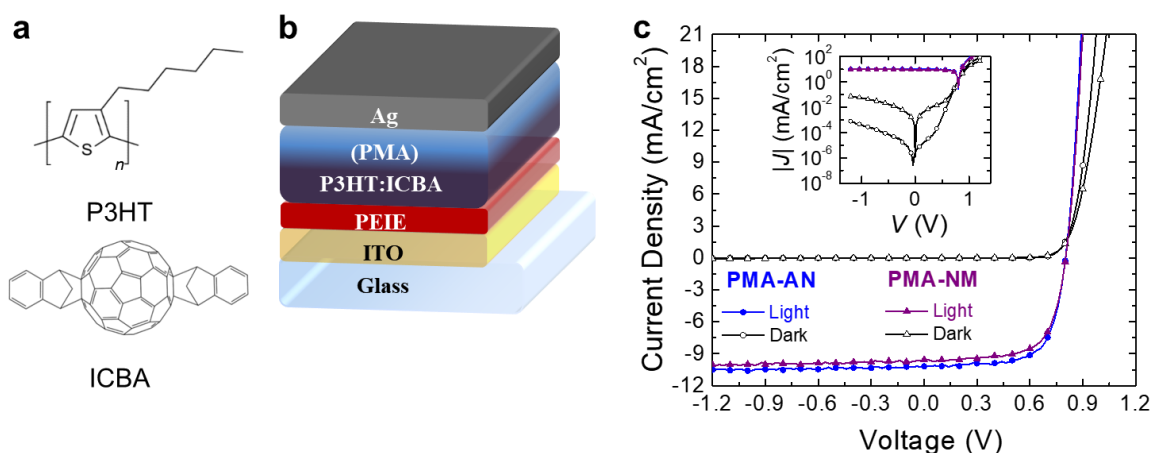 a
S
n
P3HT
ICBA
b
Ag
(PMA)
P3HT:ICBA
PEIE
ITO
Glass
c
Current Density (mA/cm²)
21
18
15
12
9
6
3
0
-3
-6
-9
-12
-1.2 -0.9 -0.6 -0.3 0.0 0.3 0.6 0.9 1.2
Voltage (V)
|J| (mA/cm²)
10²
10⁰
10⁻²
10⁻⁴
10⁻⁶
10⁻⁸
-1 0 1
V (V)
PMA-AN PMA-NM
Light Light
Dark Dark